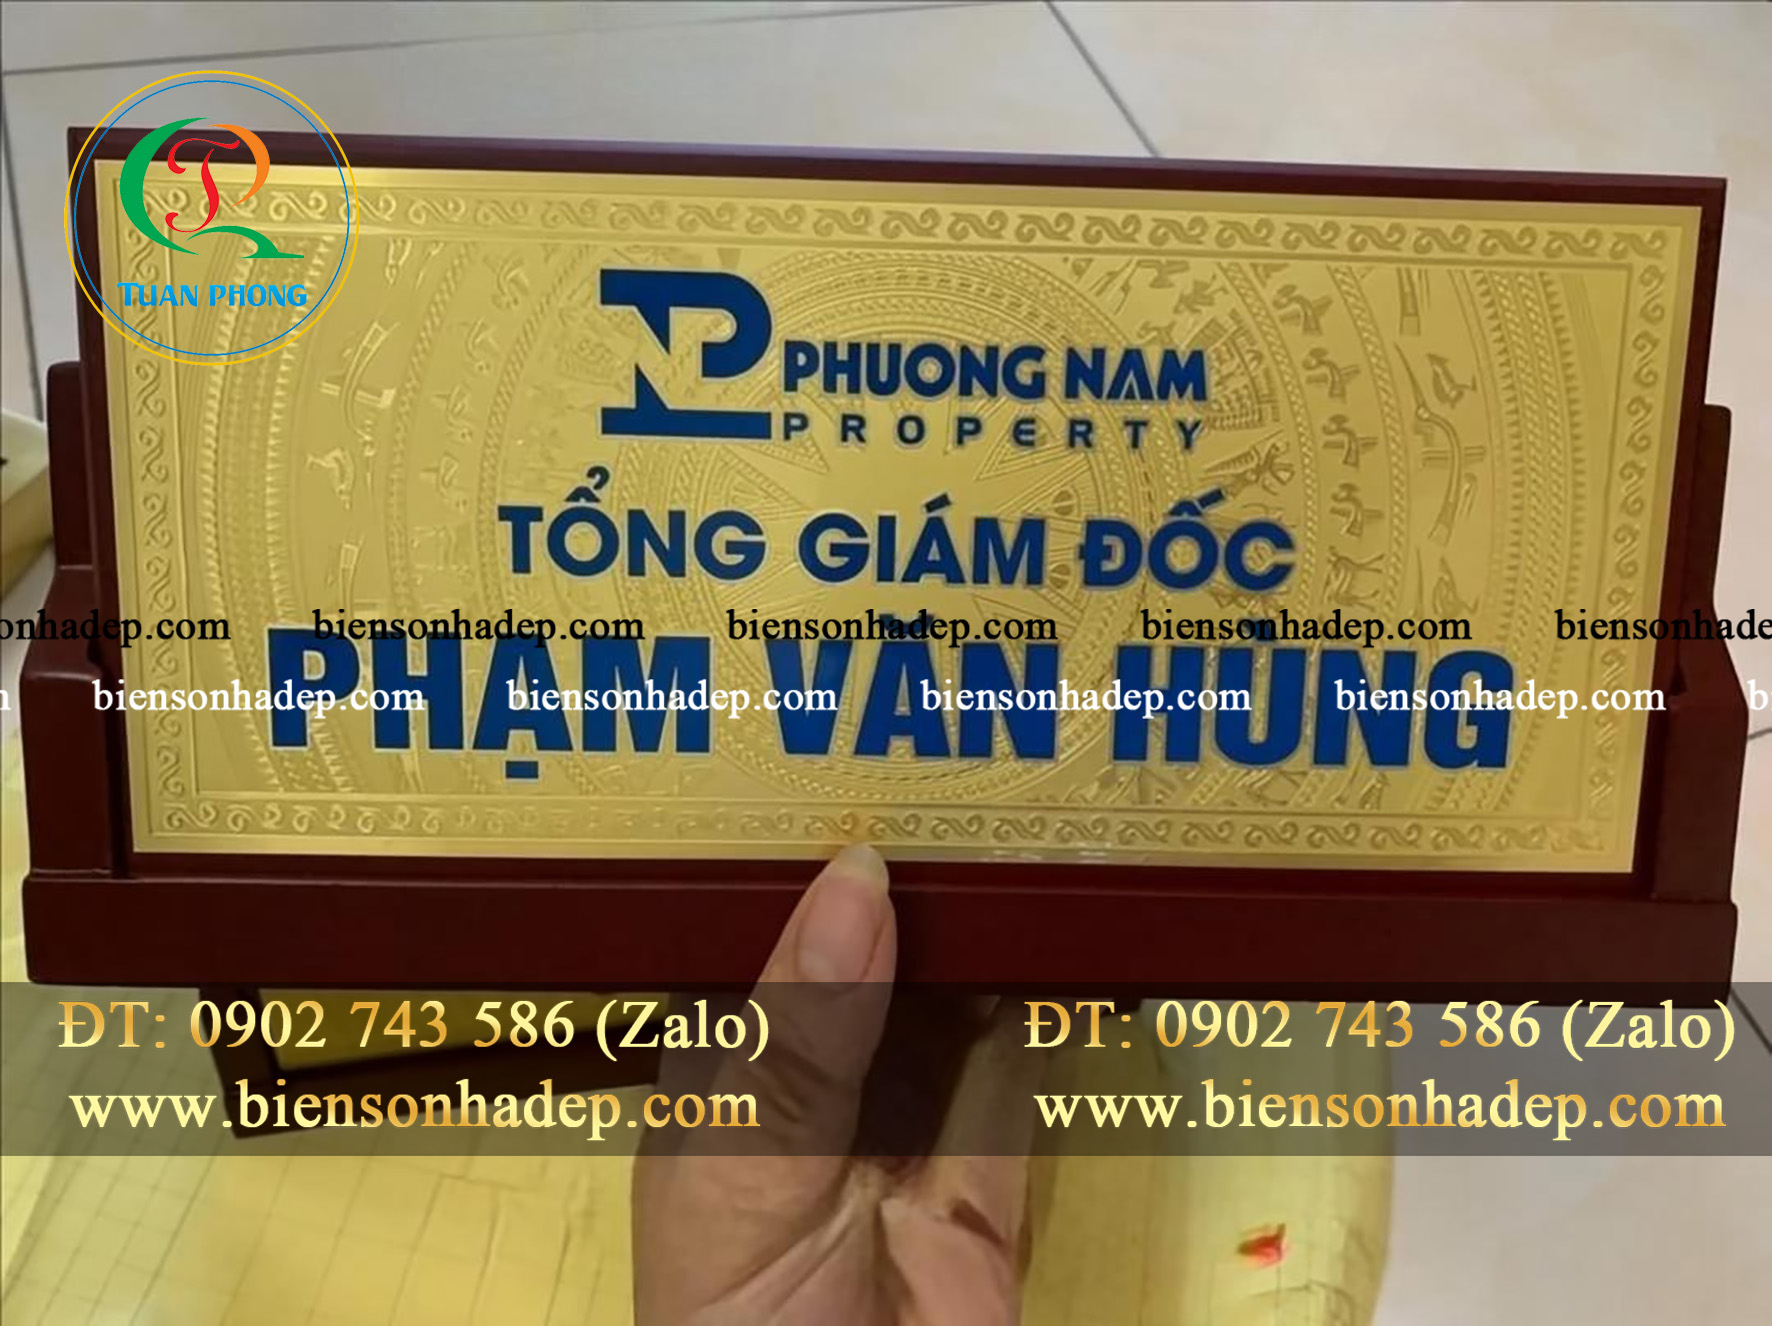 TUAN PHONG
PHUONG NAM
PROPERTY
TỔNG GIÁM ĐỐC
biensonhadep.com biensonhadep.com biensonhadep.com
PHẠM VĂN HÙNG
biensonhadep.com biensonhadep.com biensonhadep.com biensonhadep.com
ĐT: 0902 743 586 (Zalo)
www.biensonhadep.com
ĐT: 0902 743 586 (Zalo)
www.biensonhadep.com